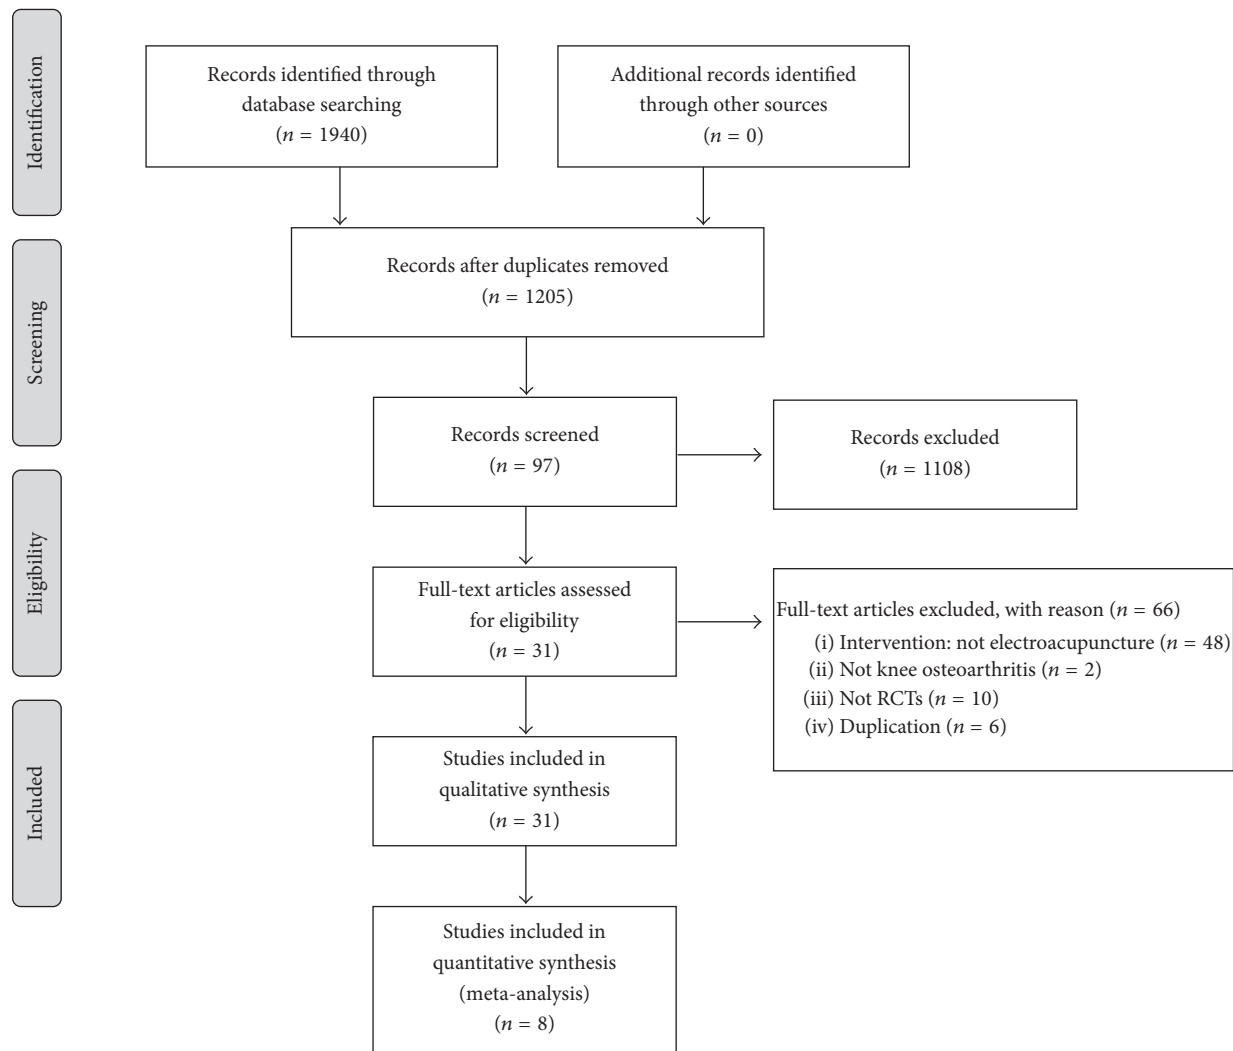 Identification
Records identified through
database searching
(n = 1940)
Additional records identified
through other sources
(n = 0)
Records after duplicates removed
(n = 1205)
Screening
Records screened
(n = 97)
Records excluded
(n = 1108)
Eligibility
Full-text articles assessed
for eligibility
(n = 31)
Full-text articles excluded, with reason (n = 66)
(i) Intervention: not electroacupuncture (n = 48)
(ii) Not knee osteoarthritis (n = 2)
(iii) Not RCTs (n = 10)
(iv) Duplication (n = 6)
Included
Studies included in
qualitative synthesis
(n = 31)
Studies included in
quantitative synthesis
(meta-analysis)
(n = 8)